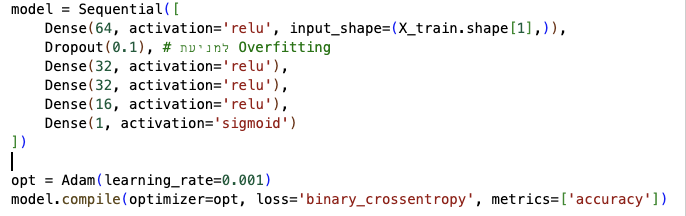 model = Sequential([
    Dense(64, activation='relu', input_shape=(X_train.shape[1],)),
    Dropout(0.1), # למניעת Overfitting
    Dense(32, activation='relu'),
    Dense(32, activation='relu'),
    Dense(16, activation='relu'),
    Dense(1, activation='sigmoid')
])
opt = Adam(learning_rate=0.001)
model.compile(optimizer=opt, loss='binary_crossentropy', metrics=['accuracy'])